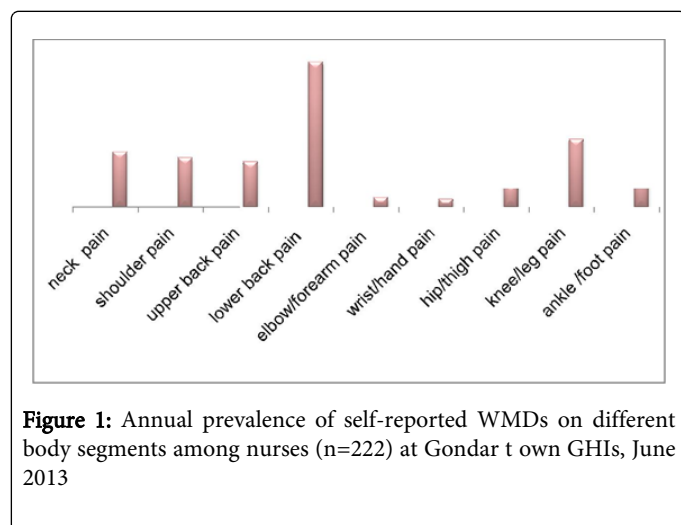 neck pain
shoulder pain
upper back pain
lower back pain
elbow/forearm pain
wrist/hand pain
hip/thigh pain
knee/leg pain
ankle /foot pain
Figure 1: Annual prevalence of self-reported WMDs on different
body segments among nurses (n=222) at Gondar t own GHIs, June
2013